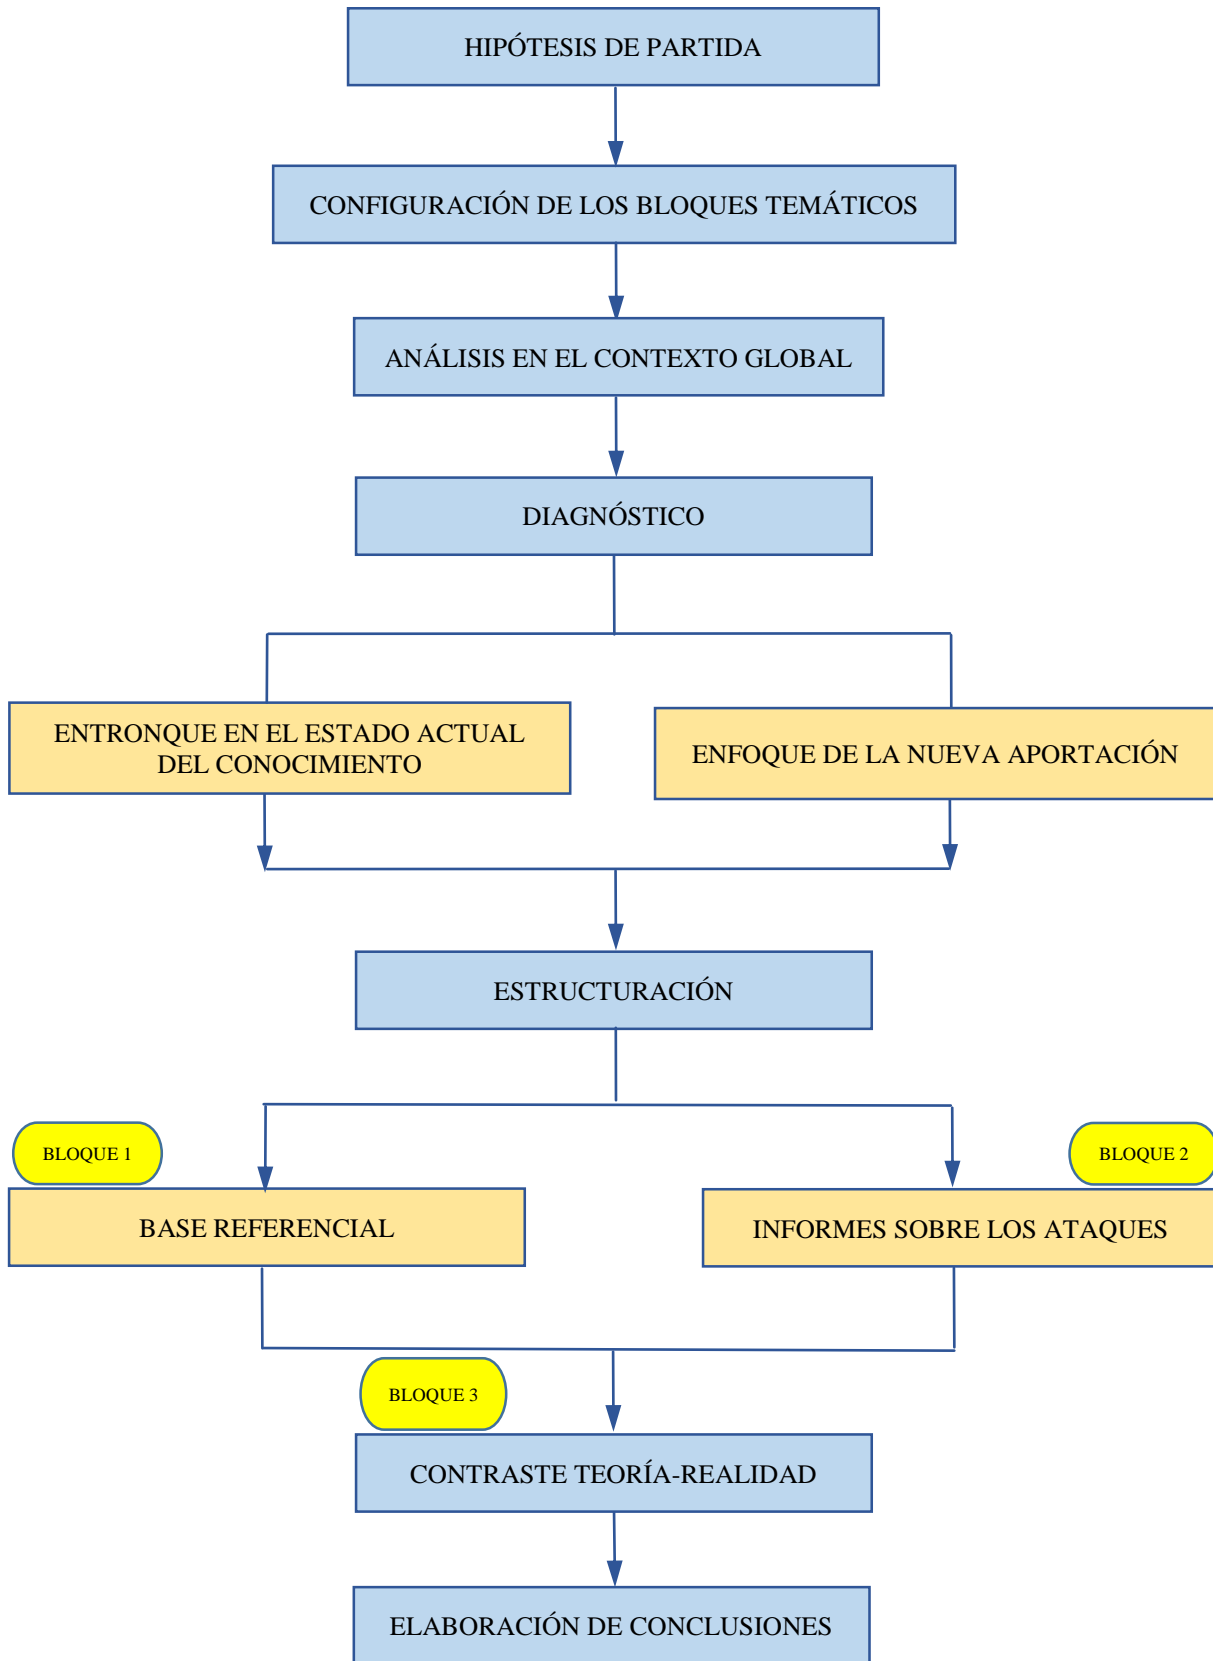 HIPÓTESIS DE PARTIDA
CONFIGURACIÓN DE LOS BLOQUES TEMÁTICOS
ANÁLISIS EN EL CONTEXTO GLOBAL
DIAGNÓSTICO
ENTRONQUE EN EL ESTADO ACTUAL
DEL CONOCIMIENTO
ENFOQUE DE LA NUEVA APORTACIÓN
ESTRUCTURACIÓN
BLOQUE 1
BLOQUE 2
BASE REFERENCIAL
INFORMES SOBRE LOS ATAQUES
BLOQUE 3
CONTRASTE TEORÍA-REALIDAD
ELABORACIÓN DE CONCLUSIONES